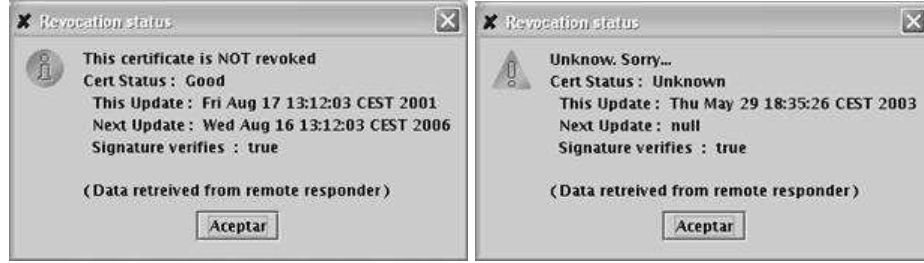 Revocation status
This certificate is NOT revoked
Cert Status : Good
This Update : Fri Aug 17 13:12:03 CEST 2001
Next Update : Wed Aug 16 13:12:03 CEST 2006
Signature verifies : true
(Data retreived from remote responder)
Aceptar
Revocation status
Unknow. Sorry...
Cert Status : Unknown
This Update : Thu May 29 18:35:26 CEST 2003
Next Update : null
Signature verifies : true
(Data retreived from remote responder)
Aceptar